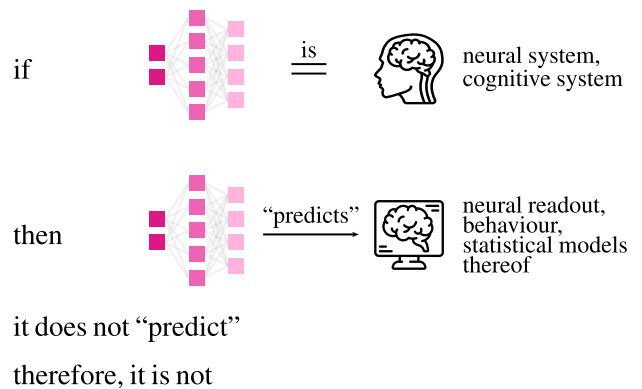 if
is
neural system,
cognitive system
then
“predicts”
neural readout,
behaviour,
statistical models
thereof
it does not “predict”
therefore, it is not